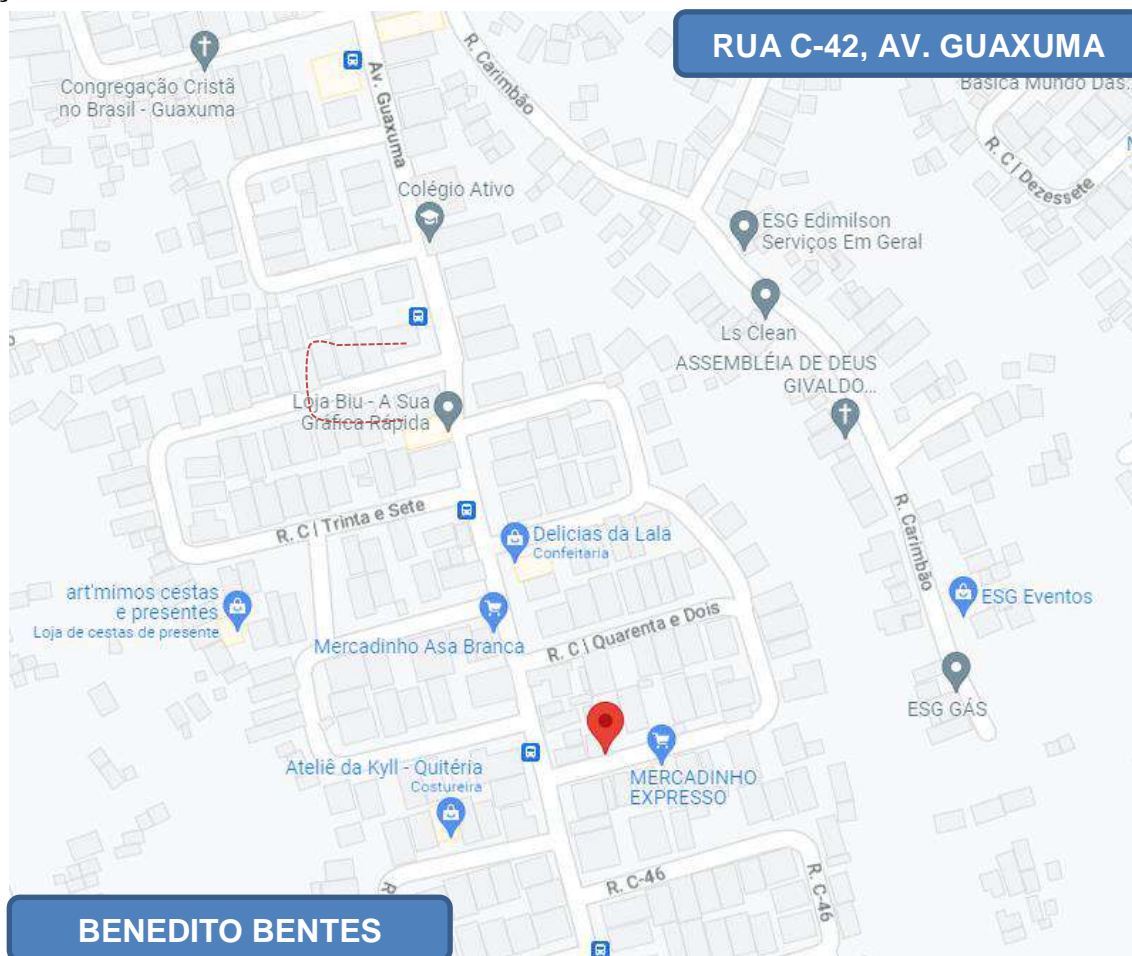 RUA C-42, AV. GUAXUMA
Congregação Cristã
no Brasil - Guaxuma
Av. Guaxuma
R. Carimbão
Básica Mundo Das...
R. C | Dezessete
Colégio Ativo
ESG Edimilson
Serviços Em Geral
Ls Clean
ASSEMBLÉIA DE DEUS
GIVALDO...
Loja Biu - A Sua
Gráfica Rápida
R. C | Trinta e Sete
Delicias da Lala
Confeitaria
R. Carimbão
art'mimos cestas
e presentes
Loja de cestas de presente
Mercadinho Asa Branca
R. C | Quarenta e Dois
ESG Eventos
ESG GÁS
Ateliê da Kyll - Quitéria
Costureira
MERCADINHO
EXPRESSO
R. C-46
R. C-46
BENEDITO BENTES